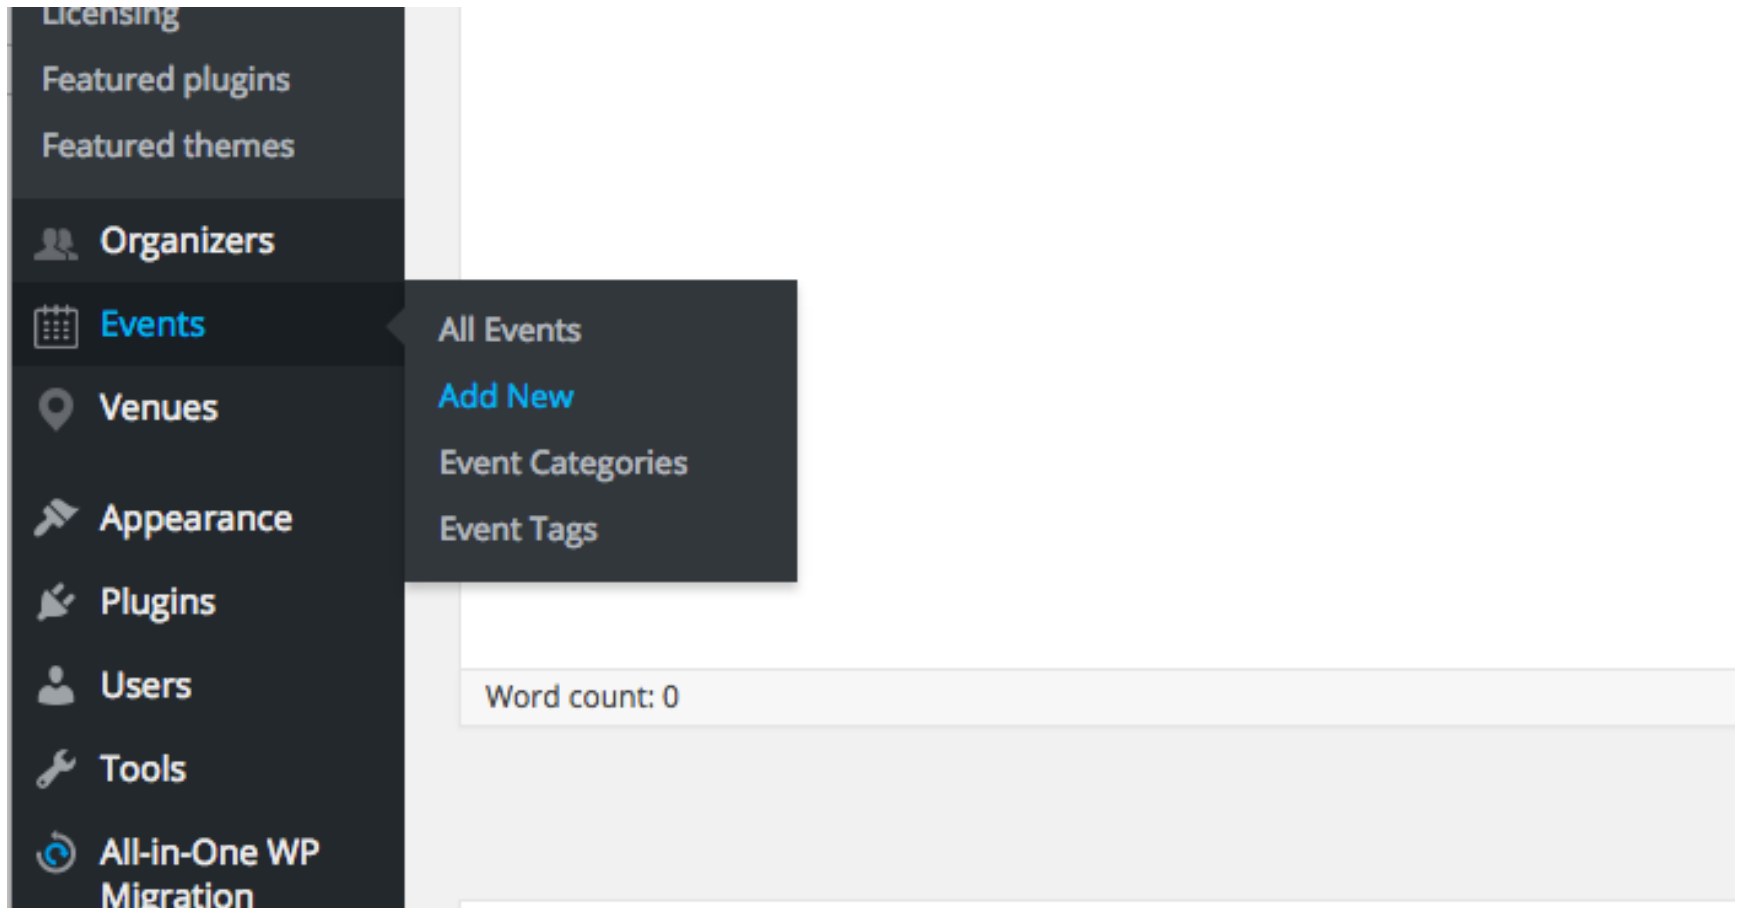 Licensing
Featured plugins
Featured themes
Organizers
Events
Venues
Appearance
Plugins
Users
Tools
All-in-One WP
Migration
All Events
Add New
Event Categories
Event Tags
Word count: 0